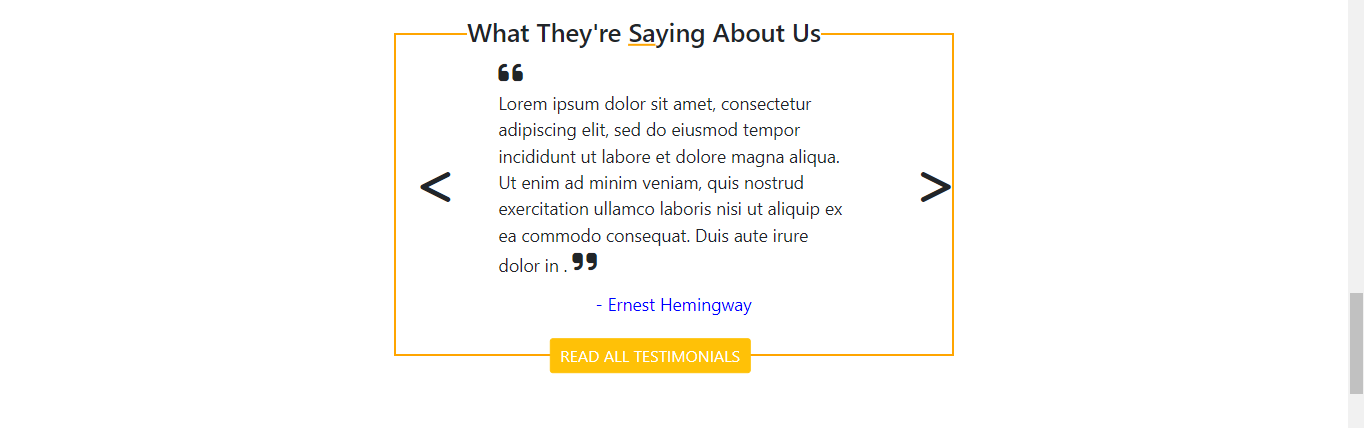 What They're Saying About Us
❝
Lorem ipsum dolor sit amet, consectetur
adipiscing elit, sed do eiusmod tempor
incididunt ut labore et dolore magna aliqua.
< Ut enim ad minim veniam, quis nostrud >
exercitation ullamco laboris nisi ut aliquip ex
ea commodo consequat. Duis aute irure
dolor in . ❞
- Ernest Hemingway
READ ALL TESTIMONIALS